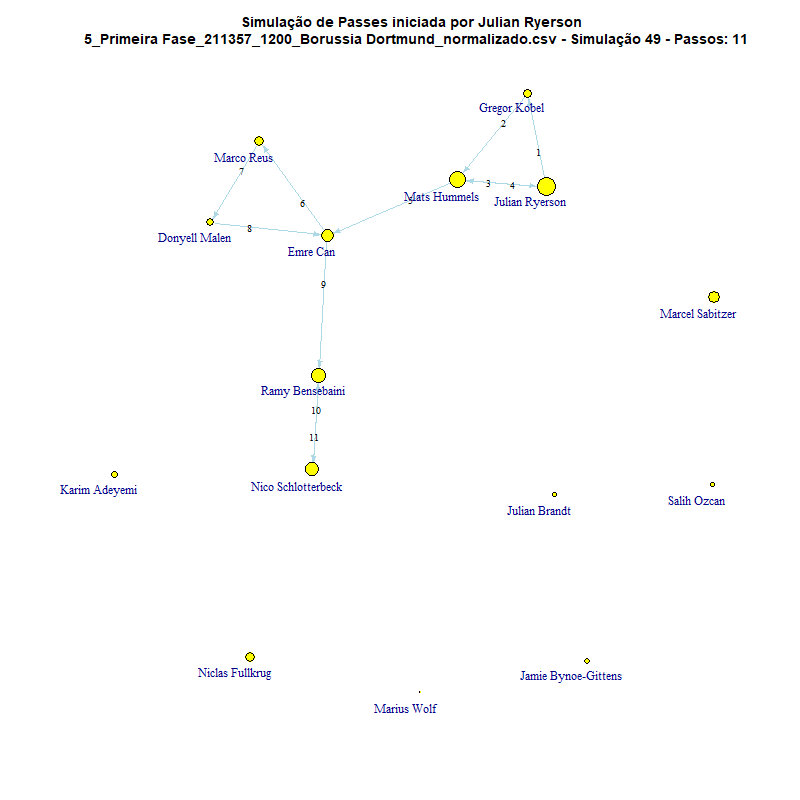 Simulação de Passes iniciada por Julian Ryerson
5_Primeira Fase_211357_1200_Borussia Dortmund_normalizado.csv - Simulação 49 - Passos: 11
Gregor Kobel
2
1
Marco Reus
7
3
4
Mats Hummels
Julian Ryerson
5
6
8
Donyell Malen
Emre Can
9
Marcel Sabitzer
Ramy Bensebaini
10
11
Karim Adeyemi
Nico Schlotterbeck
Julian Brandt
Salih Ozcan
Niclas Fullkrug
Jamie Bynoe-Gittens
Marius Wolf